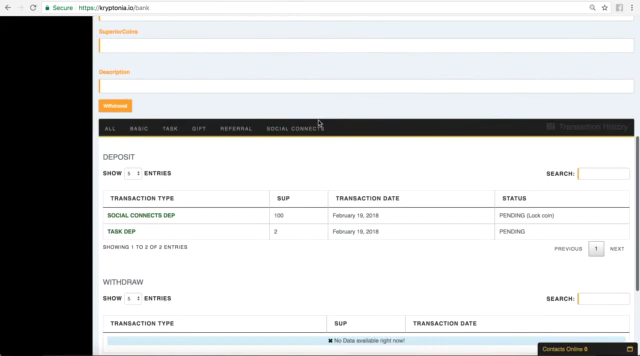 Secure https://kryptonia.io/bank
SuperiorCoins
Description
Withdrawal
ALL BASIC TASK GIFT REFERRAL SOCIAL CONNECTS Transaction History
DEPOSIT
SHOW 5 ENTRIES SEARCH:
TRANSACTION TYPE SUP TRANSACTION DATE STATUS
SOCIAL CONNECTS DEP 100 February 19, 2018 PENDING (Lock coin)
TASK DEP 2 February 19, 2018 PENDING
SHOWING 1 TO 2 OF 2 ENTRIES PREVIOUS 1 NEXT
WITHDRAW
SHOW 5 ENTRIES SEARCH:
TRANSACTION TYPE SUP TRANSACTION DATE
✖ No Data available right now!
Contacts Online 0